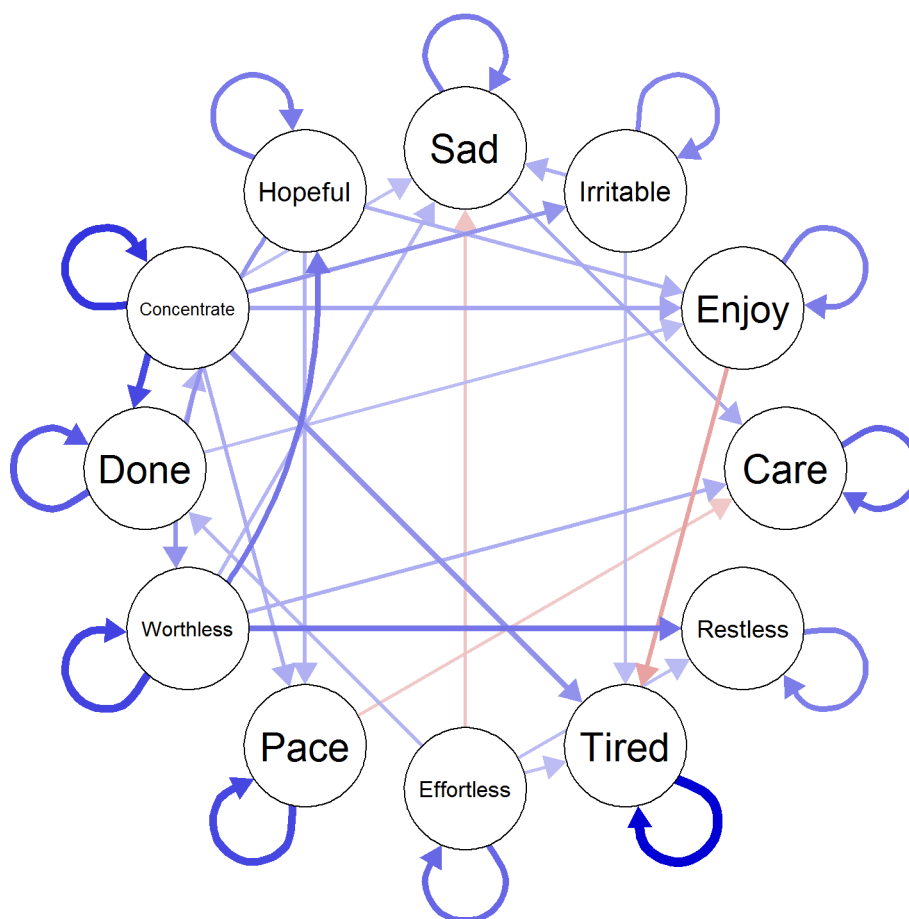 Sad
Hopeful
Irritable
Concentrate
Enjoy
Done
Care
Worthless
Restless
Pace
Tired
Effortless